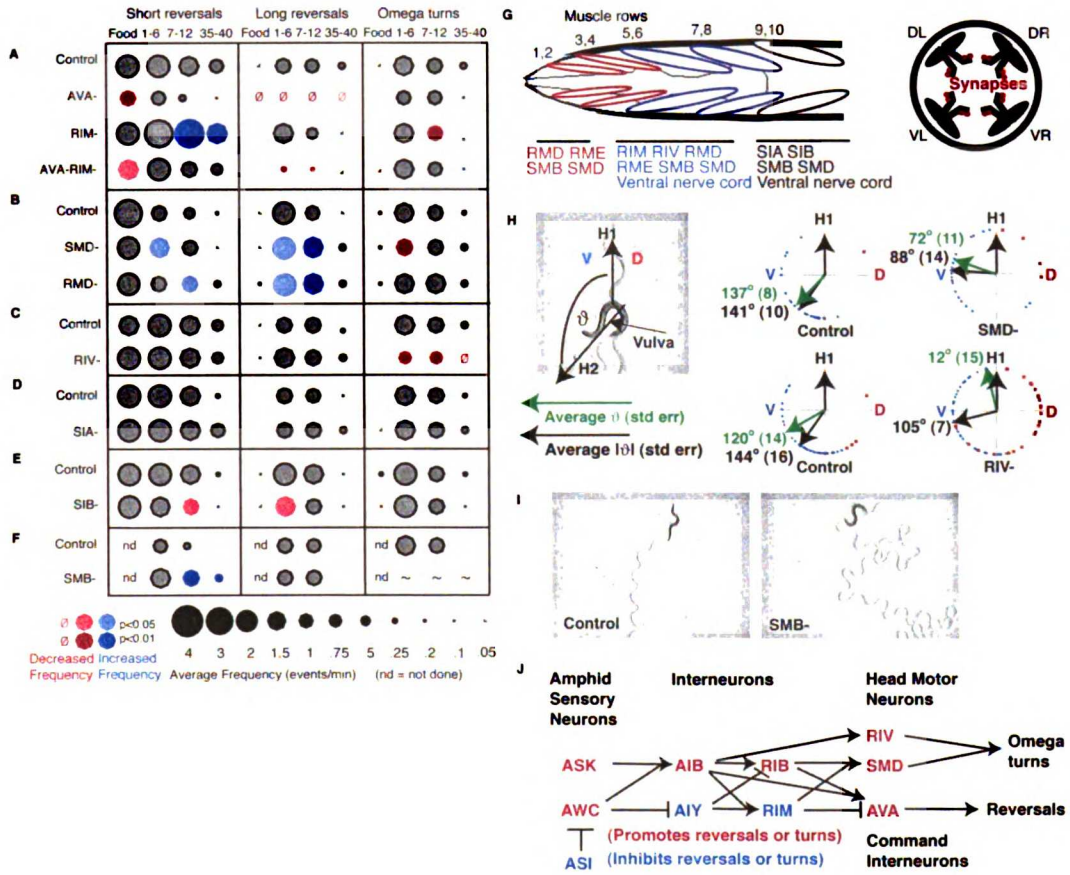 Short reversals Long reversals Omega turns
Food 1-6 7-12 35-40 Food 1-6 7-12 35-40 Food 1-6 7-12 35-40
A
Control
AVA-
Ø Ø Ø Ø
RIM-
AVA-RIM-
B
Control
SMD-
RMD-
C
Control
RIV-
Ø
D
Control
SIA-
E
Control
SIB-
F
Control nd nd nd
SMB- nd nd nd ~ ~ ~
Ø p<0.05
Ø p<0.01
Decreased Increased
Frequency Frequency
4 3 2 1.5 1 .75 5 .25 .2 .1 05
Average Frequency (events/min) (nd = not done)
G
Muscle rows
1,2 3,4 5,6 7,8 9,10
RMD RME RIM RIV RMD SIA SIB
SMB SMD RME SMB SMD SMB SMD
Ventral nerve cord Ventral nerve cord
DL DR
Synapses
VL VR
H
H1
V D
ϑ
Vulva
H2
Average ϑ (std err)
Average |ϑ| (std err)
H1
V D
137° (8)
141° (10)
Control
H1
72° (11)
88° (14)
V D
SMD-
V D
120° (14)
144° (16)
Control
12° (15) H1
V D
105° (7)
RIV-
I
Control
SMB-
J
Amphid Sensory Neurons
Interneurons
Head Motor Neurons
RIV
Omega turns
ASK AIB RIB SMD
AWC AIY RIM AVA Reversals
(Promotes reversals or turns)
ASI (Inhibits reversals or turns)
Command Interneurons